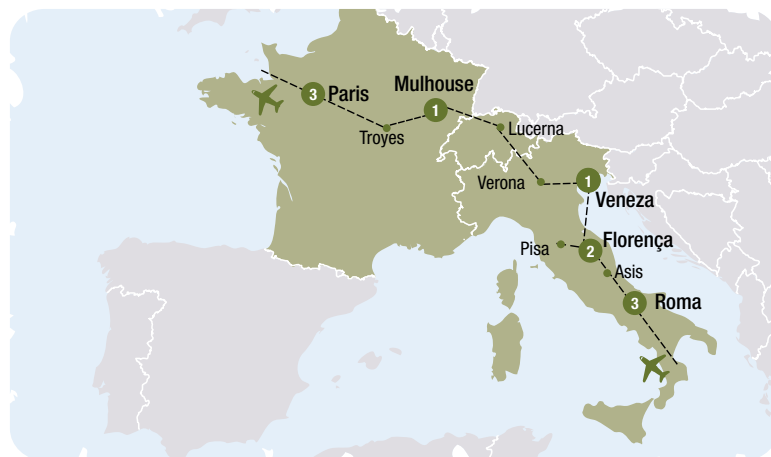 3 Paris
Mulhouse
1
Troyes
Lucerna
Verona
1
Veneza
Pisa
Florença
2
Asis
3 Roma